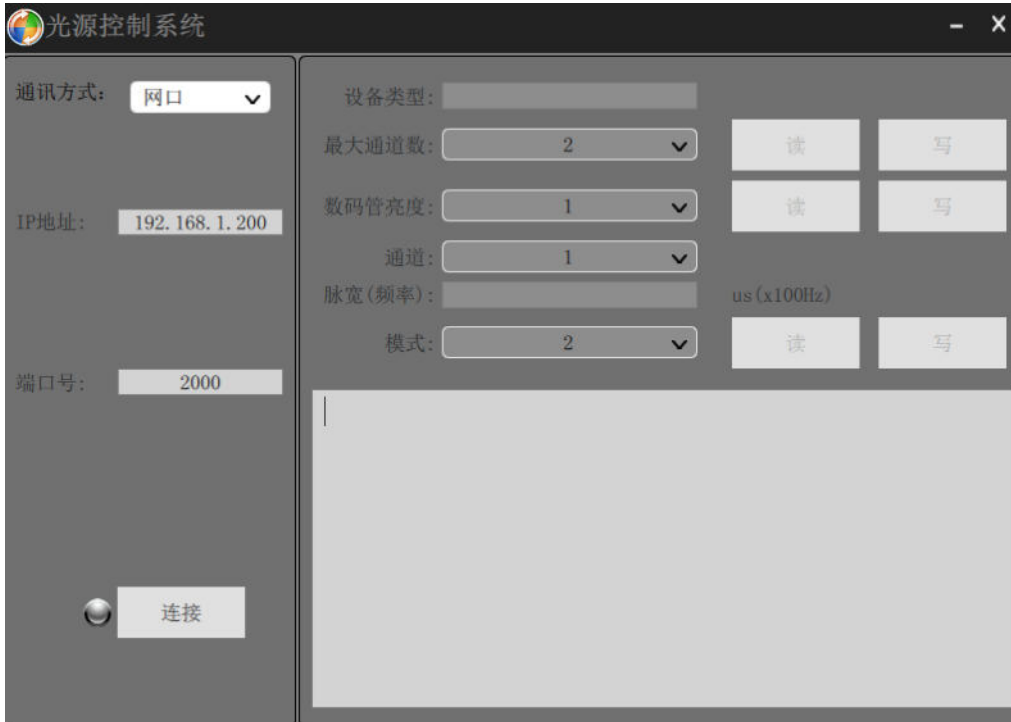 光源控制系统
通讯方式: 网口
IP地址: 192.168.1.200
端口号: 2000
连接
设备类型:
最大通道数: 2 读 写
数码管亮度: 1 读 写
通道: 1
脉宽(频率): us(x100Hz)
模式: 2 读 写